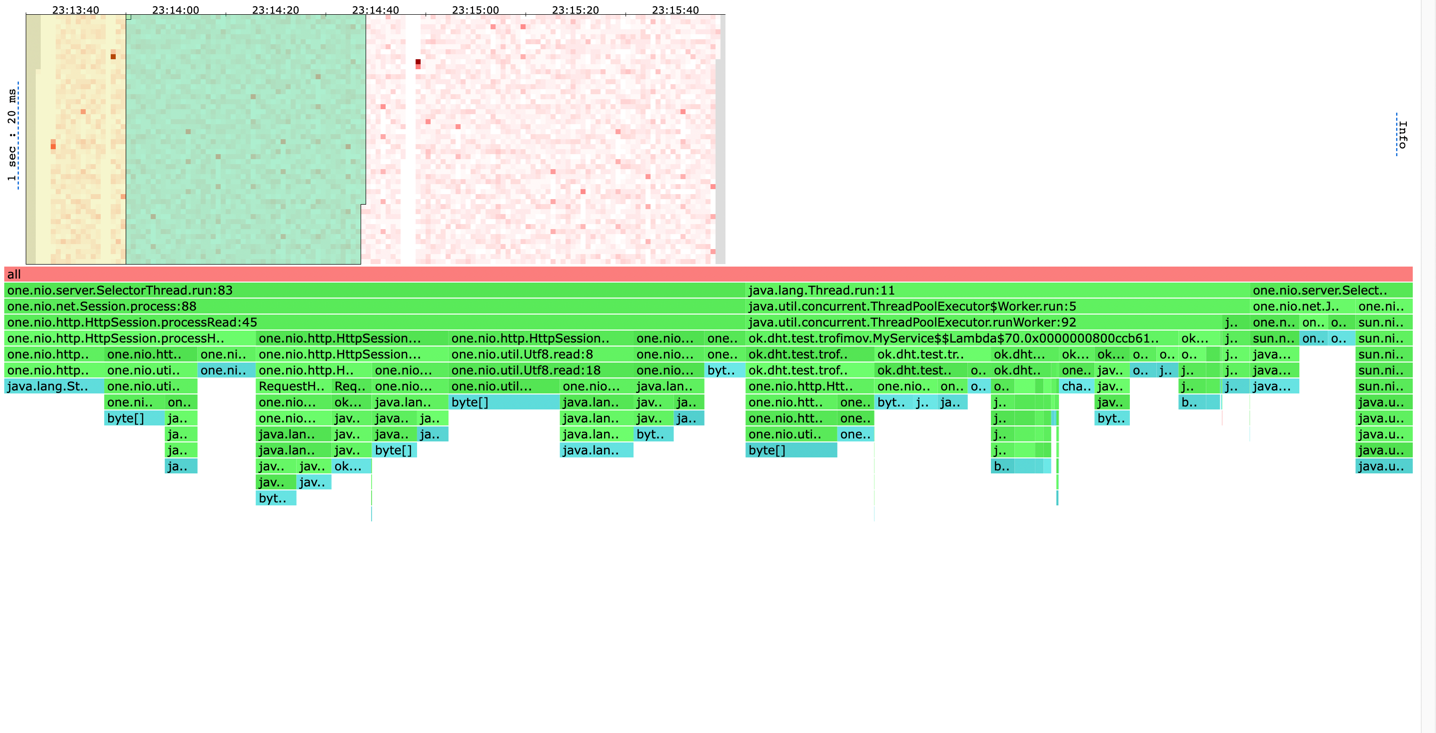 23:13:40 23:14:00 23:14:20 23:14:40 23:15:00 23:15:20 23:15:40
1 sec : 20 ms
Info
all
one.nio.server.SelectorThread.run:83 java.lang.Thread.run:11 one.nio.server.Select..
one.nio.net.Session.process:88 java.util.concurrent.ThreadPoolExecutor$Worker.run:5 one.nio.net.J.. one.ni..
one.nio.http.HttpSession.processRead:45 java.util.concurrent.ThreadPoolExecutor.runWorker:92 j.. one.n.. on.. o.. sun.ni..
one.nio.http.HttpSession.processH.. one.nio.http.HttpSession... one.nio.http.HttpSession.. one.nio... one.. ok.dht.test.trofimov.MyService$$Lambda$70.0x0000000800ccb61.. ok... j.. sun.n.. on.. o.. sun.ni..
one.nio.http.. one.nio.htt.. one.ni.. one.nio.http.HttpSession... one.nio.util.Utf8.read:8 one.nio... one.. ok.dht.test.trof.. ok.dht.test.tr.. ok.dht... ok... ok... o.. o.. o.. j.. java... sun.ni..
one.nio.http.. one.nio.uti.. one.ni.. one.nio.http.H.. one.nio... one.nio.util.Utf8.read:18 one.nio... byt.. ok.dht.test.trof.. ok.dht.test.. o.. ok.dht... one.. jav.. o.. j.. j.. j.. java... sun.ni..
java.lang.St.. one.nio.uti.. RequestH.. Req... one.nio... one.nio.util... one.nio... java.lan.. one.nio.http.Htt.. one.nio.. on.. o.. o.. cha.. jav.. j.. j.. java... sun.ni..
one.ni.. on.. one.nio... ok... java.lan.. byte[] java.lan.. jav.. ja.. one.nio.htt.. one.. byt.. j.. ja.. j.. jav.. b.. java.u..
byte[] ja.. one.nio... jav.. java.. ja.. java.lan.. jav.. ja.. one.nio.htt.. one.. j.. byt.. java.u..
ja.. java.lan.. jav.. java.. ja.. java.lan.. byt.. one.nio.uti.. one.. j.. java.u..
ja.. java.lan.. jav.. byte[] java.lan.. byte[] j.. java.u..
ja.. jav.. jav.. ok... b.. java.u..
jav.. jav..
byt..